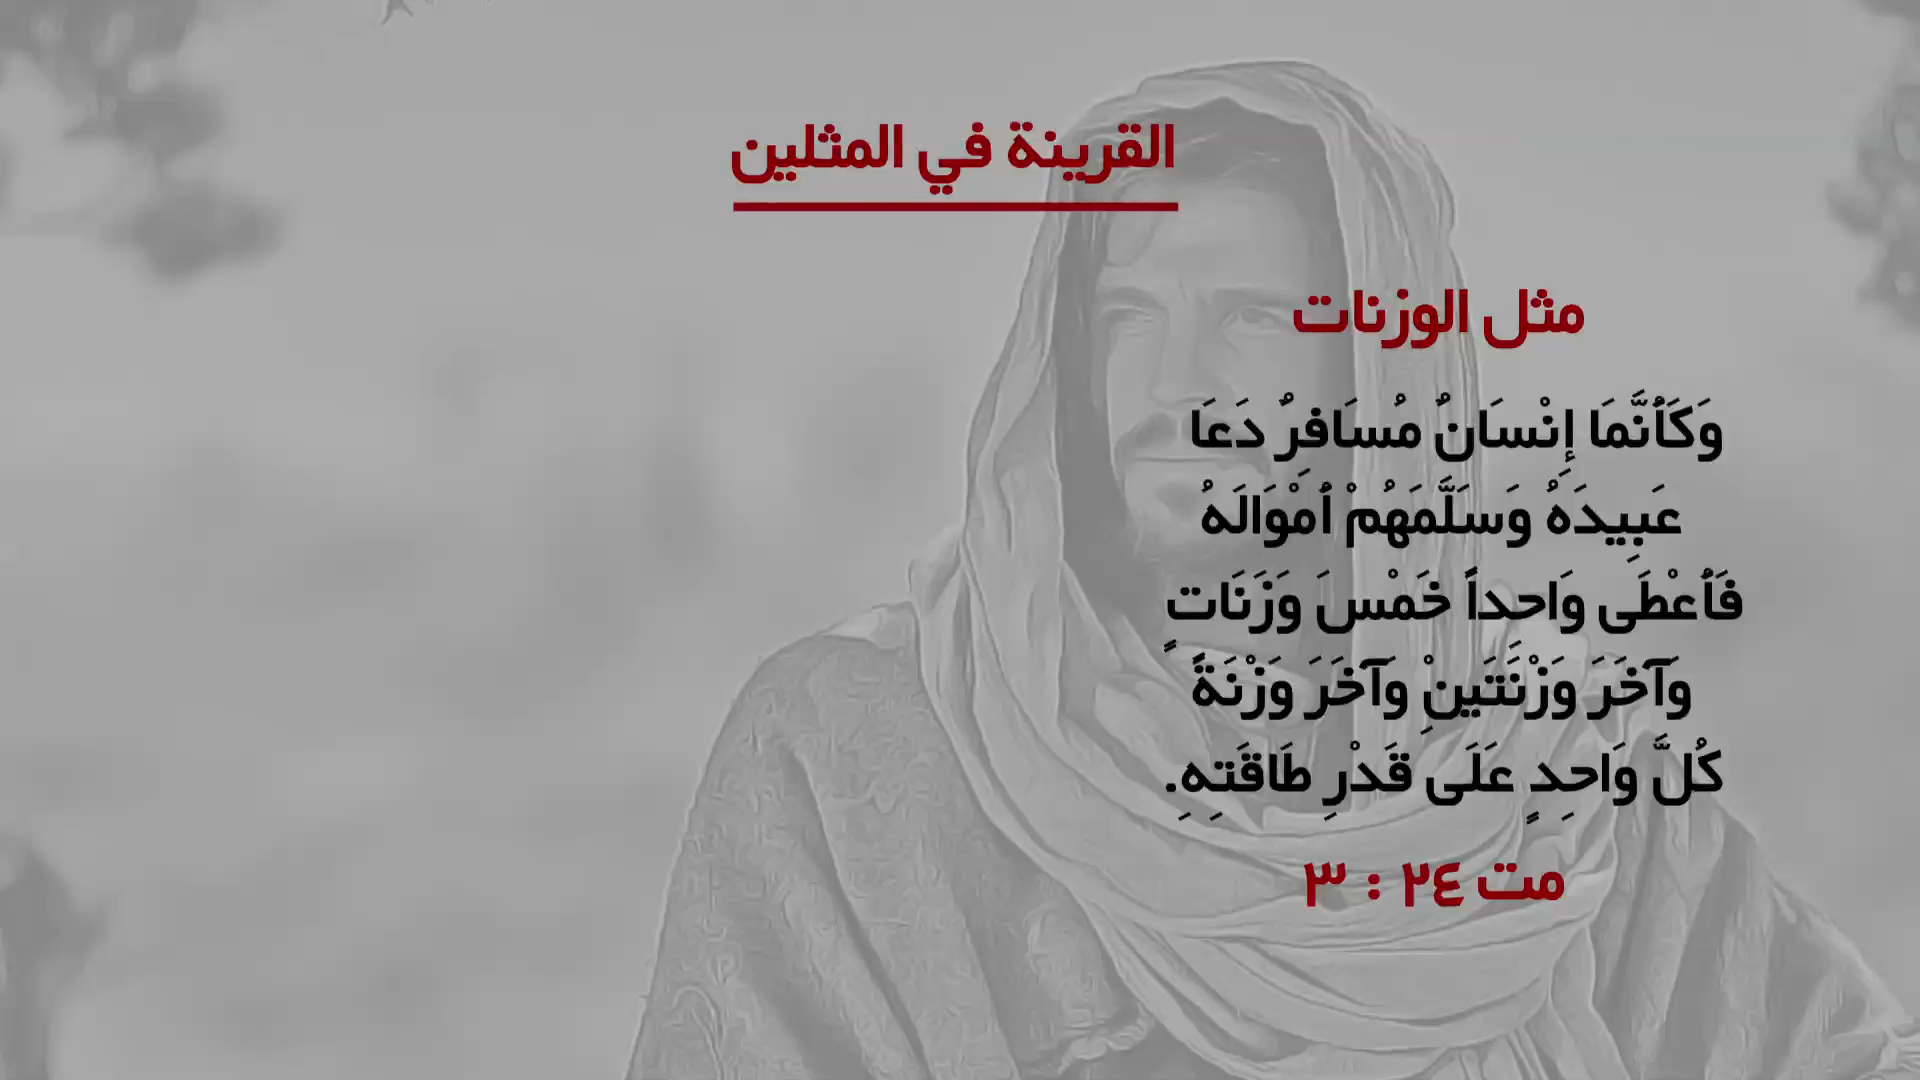 القرينة في المثلين
مثل الوزنات
وَكَأَنَّمَا إِنْسَانٌ مُسَافِرٌ دَعَا
عَبِيدَهُ وَسَلَّمَهُمْ أَمْوَالَهُ
فَأَعْطَى وَاحِداً خَمْسَ وَزَنَاتٍ
وَآخَرَ وَزْنَتَينِْ وَآخَرَ وَزْنَةً
كُلَّ وَاحِدٍ عَلَى قَدْرِ طَاقَتِهِ.
مت ٢٤ : ٣